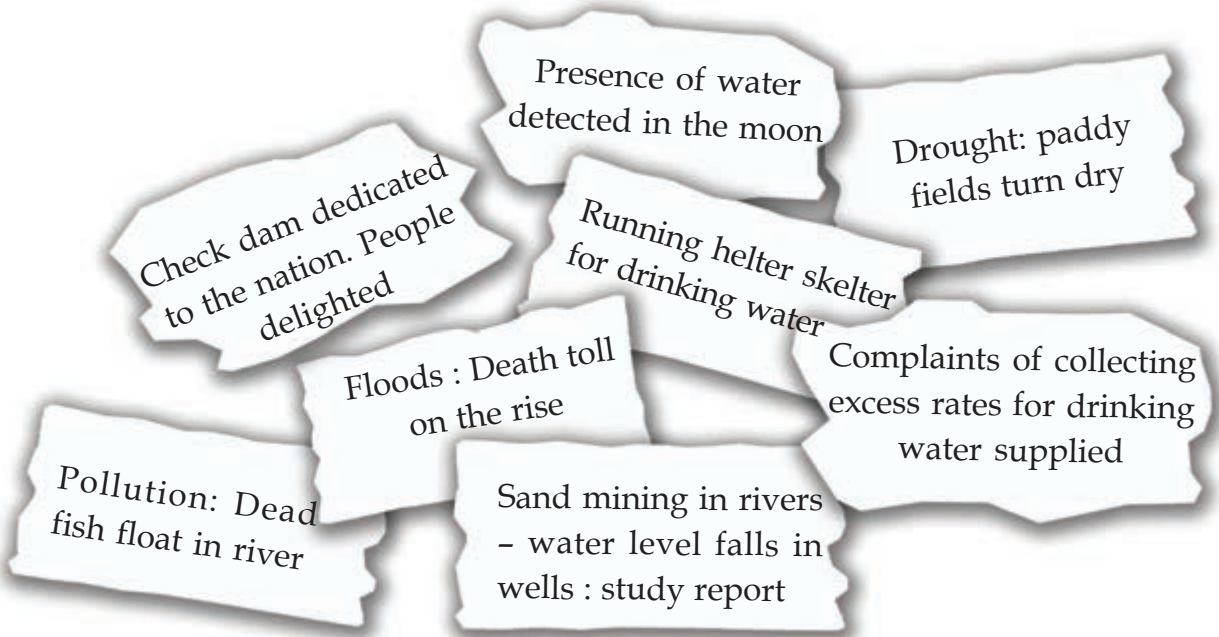 Presence of water
detected in the moon
Drought: paddy
fields turn dry
Check dam dedicated
to the nation. People
delighted
Running helter skelter
for drinking water
Floods : Death toll
on the rise
Complaints of collecting
excess rates for drinking
water supplied
Pollution: Dead
fish float in river
Sand mining in rivers
– water level falls in
wells : study report